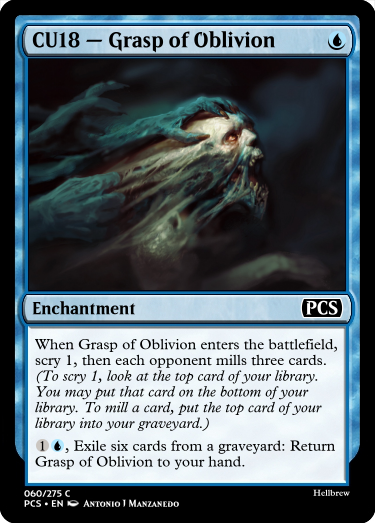 CU18 — Grasp of Oblivion
Enchantment PCS
When Grasp of Oblivion enters the battlefield,
scry 1, then each opponent mills three cards.
(To scry 1, look at the top card of your library.
You may put that card on the bottom of your
library. To mill a card, put the top card of your
library into your graveyard.)
1, Exile six cards from a graveyard: Return
Grasp of Oblivion to your hand.
060/275 C Hellbrew
PCS • EN Antonio J Manzanedo